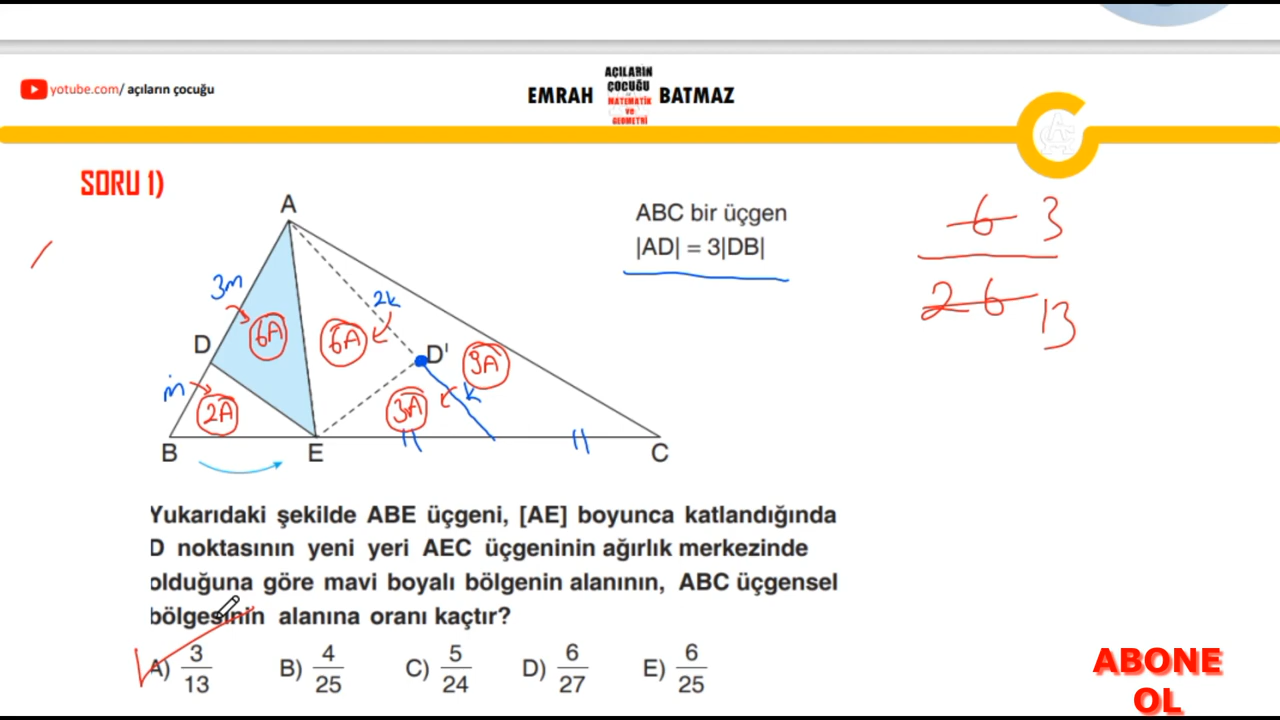 yotube.com/ açıların çocuğu
EMRAH
AÇILARIN
ÇOCUĞU
MATEMATİK
ve
GEOMETRİ
BATMAZ
SORU 1)
ABC bir üçgen
|AD| = 3|DB|
6 3
26 13
A
3m
2k
6A
6A
D
D'
9A
m
k
2A
3A
B
E
C
Yukarıdaki şekilde ABE üçgeni, [AE] boyunca katlandığında
D noktasının yeni yeri AEC üçgeninin ağırlık merkezinde
olduğuna göre mavi boyalı bölgenin alanının, ABC üçgensel
bölgesinin alanına oranı kaçtır?
A) 3/13 B) 4/25 C) 5/24 D) 6/27 E) 6/25
ABONE
OL